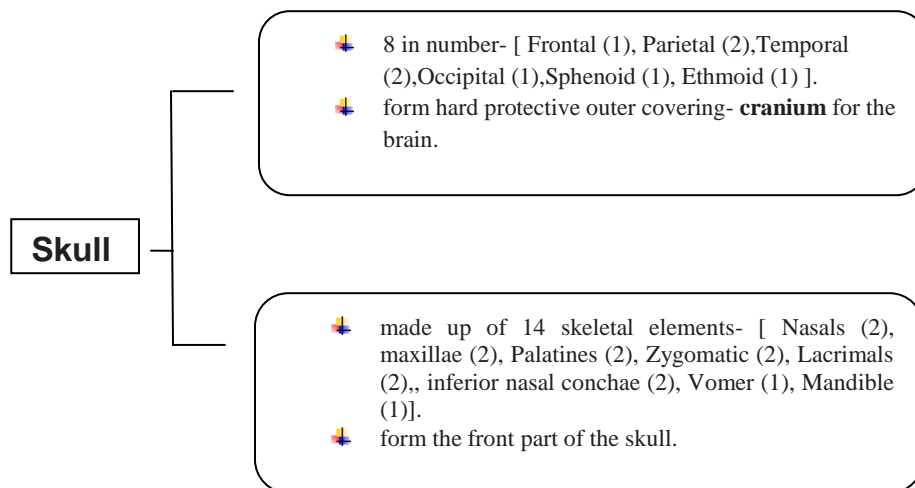 8 in number- [ Frontal (1), Parietal (2),Temporal
(2),Occipital (1),Sphenoid (1), Ethmoid (1) ].
form hard protective outer covering- cranium for the
brain.
Skull
made up of 14 skeletal elements- [ Nasals (2),
maxillae (2), Palatines (2), Zygomatic (2), Lacrimals
(2),, inferior nasal conchae (2), Vomer (1), Mandible
(1)].
form the front part of the skull.